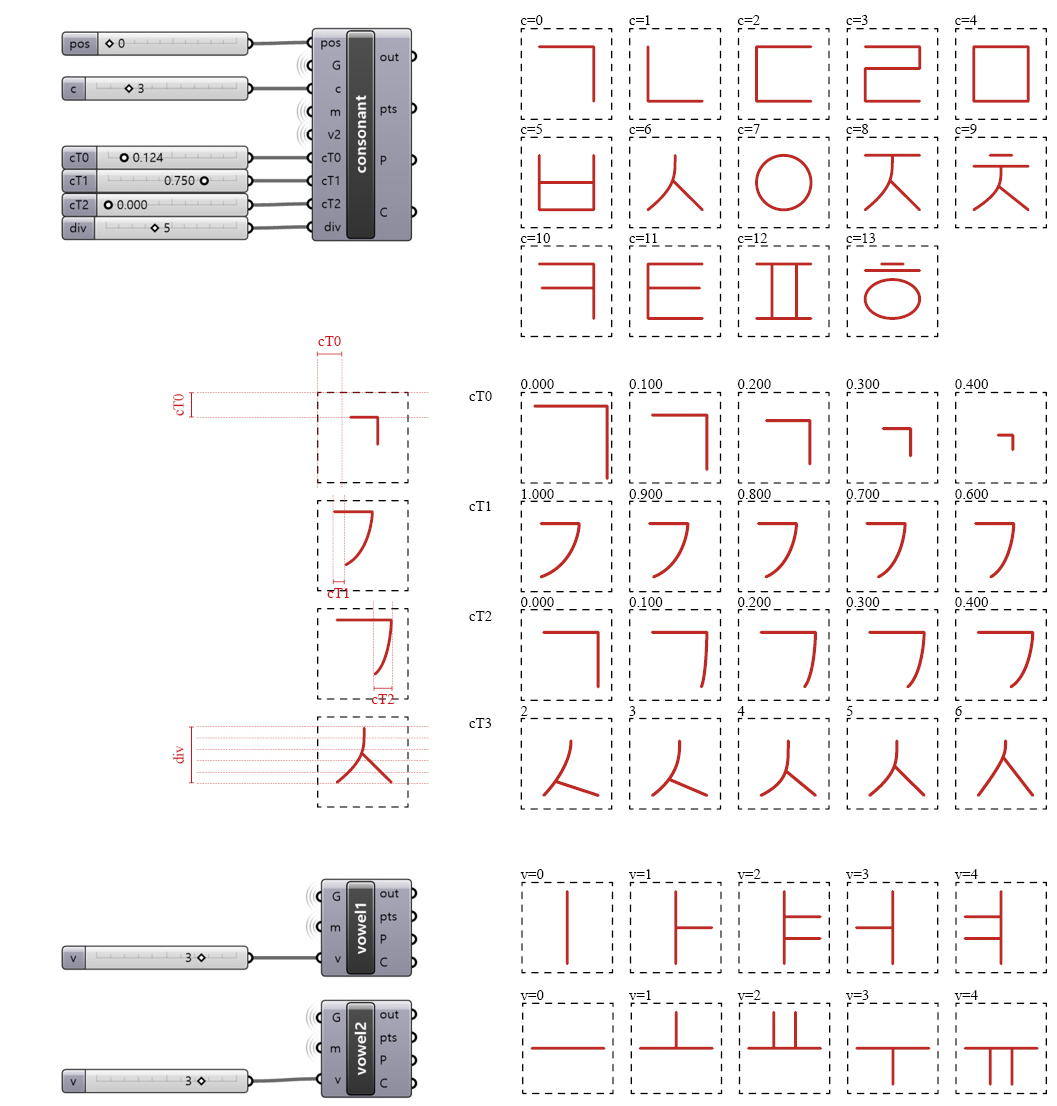 pos 0
c 3
cT0 0.124
cT1 0.750
cT2 0.000
div 5
pos
G
c
m
v2
cT0
cT1
cT2
div
consonant
out
pts
P
C
c=0 c=1 c=2 c=3 c=4
ㄱ ㄴ ㄷ ㄹ ㅁ
c=5 c=6 c=7 c=8 c=9
ㅂ ㅅ ㅇ ㅈ ㅊ
c=10 c=11 c=12 c=13
ㅋ ㅌ ㅍ ㅎ
cT0
cT0
ㄱ
cT1
ㄱ
cT2
ㄱ
div
ㅅ
cT0 0.000 0.100 0.200 0.300 0.400
ㄱ ㄱ ㄱ ㄱ ㄱ
cT1 1.000 0.900 0.800 0.700 0.600
ㄱ ㄱ ㄱ ㄱ ㄱ
cT2 0.000 0.100 0.200 0.300 0.400
ㄱ ㄱ ㄱ ㄱ ㄱ
cT3 2 3 4 5 6
ㅅ ㅅ ㅅ ㅅ ㅅ
v 3
G
m
v
vowel1
out
pts
P
C
v=0 v=1 v=2 v=3 v=4
ㅣ ㅏ ㅑ ㅓ ㅕ
v 3
G
m
v
vowel2
out
pts
P
C
v=0 v=1 v=2 v=3 v=4
ㅡ ㅗ ㅛ ㅜ ㅠ